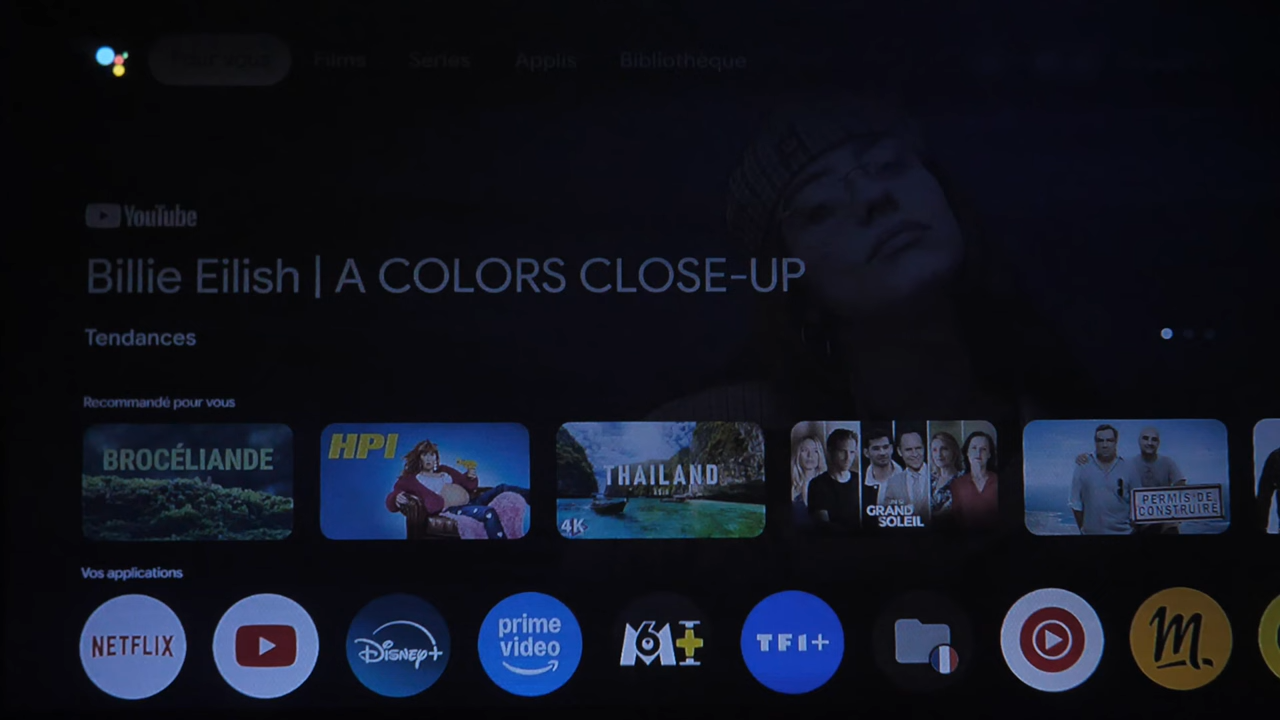 Films Séries Applis Bibliothèque
YouTube
Billie Eilish | A COLORS CLOSE-UP
Tendances
Recommandé pour vous
BROCÉLIANDE
HPI
THAILAND
4K
GRAND
SOLEIL
PERMIS DE
CONSTRUIRE
Vos applications
NETFLIX
Disney+
prime
video
M6+
TF1+
m.